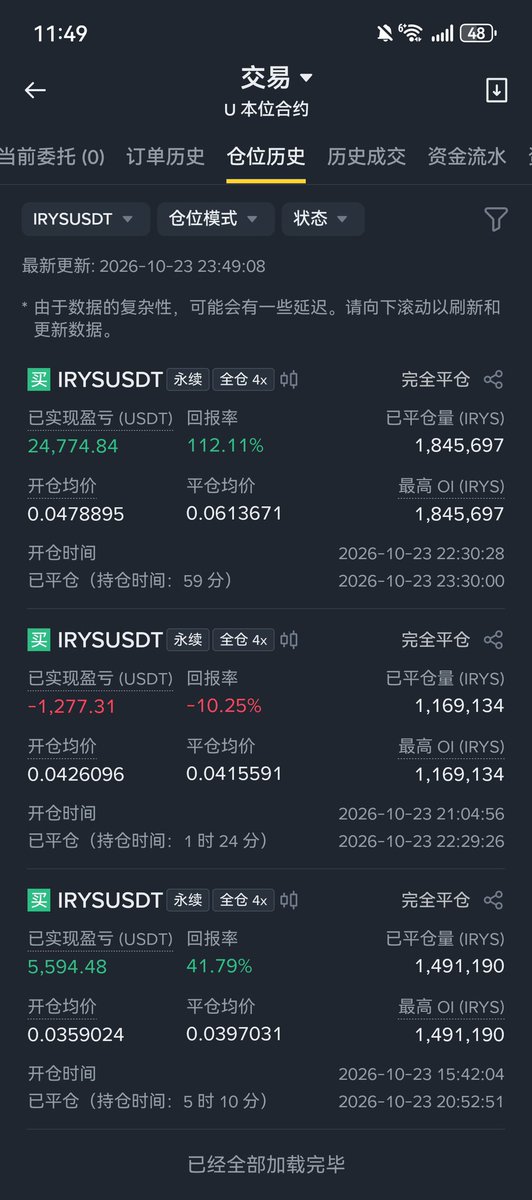 11:49
6+
48
交易
U 本位合约
当前委托 (0) 订单历史 仓位历史 历史成交 资金流水
IRYSUSDT 仓位模式 状态
最新更新: 2026-10-23 23:49:08
* 由于数据的复杂性，可能会有一些延迟。请向下滚动以刷新和
更新数据。
买 IRYSUSDT 永续 全仓 4x 完全平仓
已实现盈亏 (USDT) 回报率 已平仓量 (IRYS)
24,774.84 112.11% 1,845,697
开仓均价 平仓均价 最高 OI (IRYS)
0.0478895 0.0613671 1,845,697
开仓时间 2026-10-23 22:30:28
已平仓（持仓时间： 59 分） 2026-10-23 23:30:00
买 IRYSUSDT 永续 全仓 4x 完全平仓
已实现盈亏 (USDT) 回报率 已平仓量 (IRYS)
-1,277.31 -10.25% 1,169,134
开仓均价 平仓均价 最高 OI (IRYS)
0.0426096 0.0415591 1,169,134
开仓时间 2026-10-23 21:04:56
已平仓（持仓时间： 1 时 24 分） 2026-10-23 22:29:26
买 IRYSUSDT 永续 全仓 4x 完全平仓
已实现盈亏 (USDT) 回报率 已平仓量 (IRYS)
5,594.48 41.79% 1,491,190
开仓均价 平仓均价 最高 OI (IRYS)
0.0359024 0.0397031 1,491,190
开仓时间 2026-10-23 15:42:04
已平仓（持仓时间： 5 时 10 分） 2026-10-23 20:52:51
已经全部加载完毕